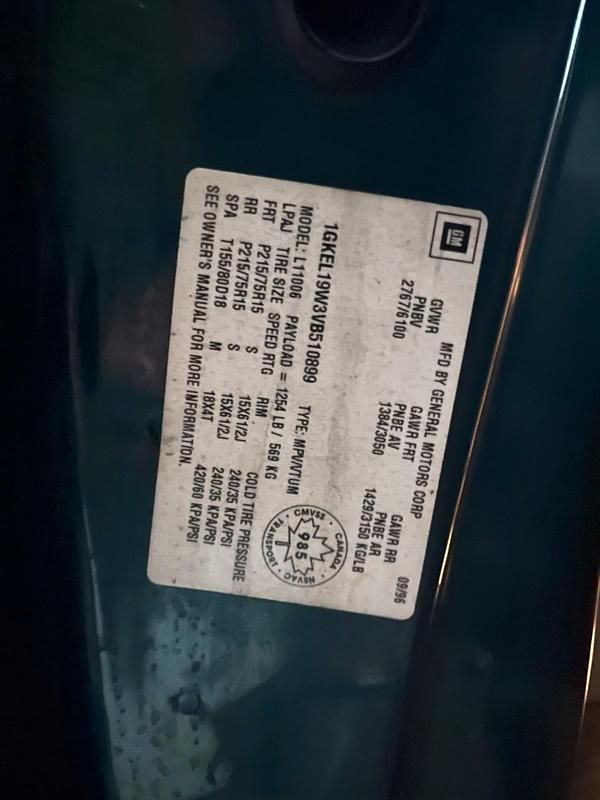 GM
MFD BY GENERAL MOTORS CORP 09/96
GVWR GAWR FRT GAWR RR
PNBV PNBE AV PNBE AR
2767/6100 1384/3050 1429/3150 KG/LB
1GKEL19W3VB510899 TYPE: MPV/VTUM
MODEL: L11006 PAYLOAD = 1254 LB / 569 KG
LPAJ TIRE SIZE SPEED RTG RIM COLD TIRE PRESSURE
FRT P215/75R15 S 15X61/2J 240/35 KPA/PSI
RR P215/75R15 S 15X61/2J 240/35 KPA/PSI
SPA T155/80D18 M 18X4T 420/60 KPA/PSI
SEE OWNER'S MANUAL FOR MORE INFORMATION.
CANADA
CMVSS
985
NSVAC
TRANSPORT